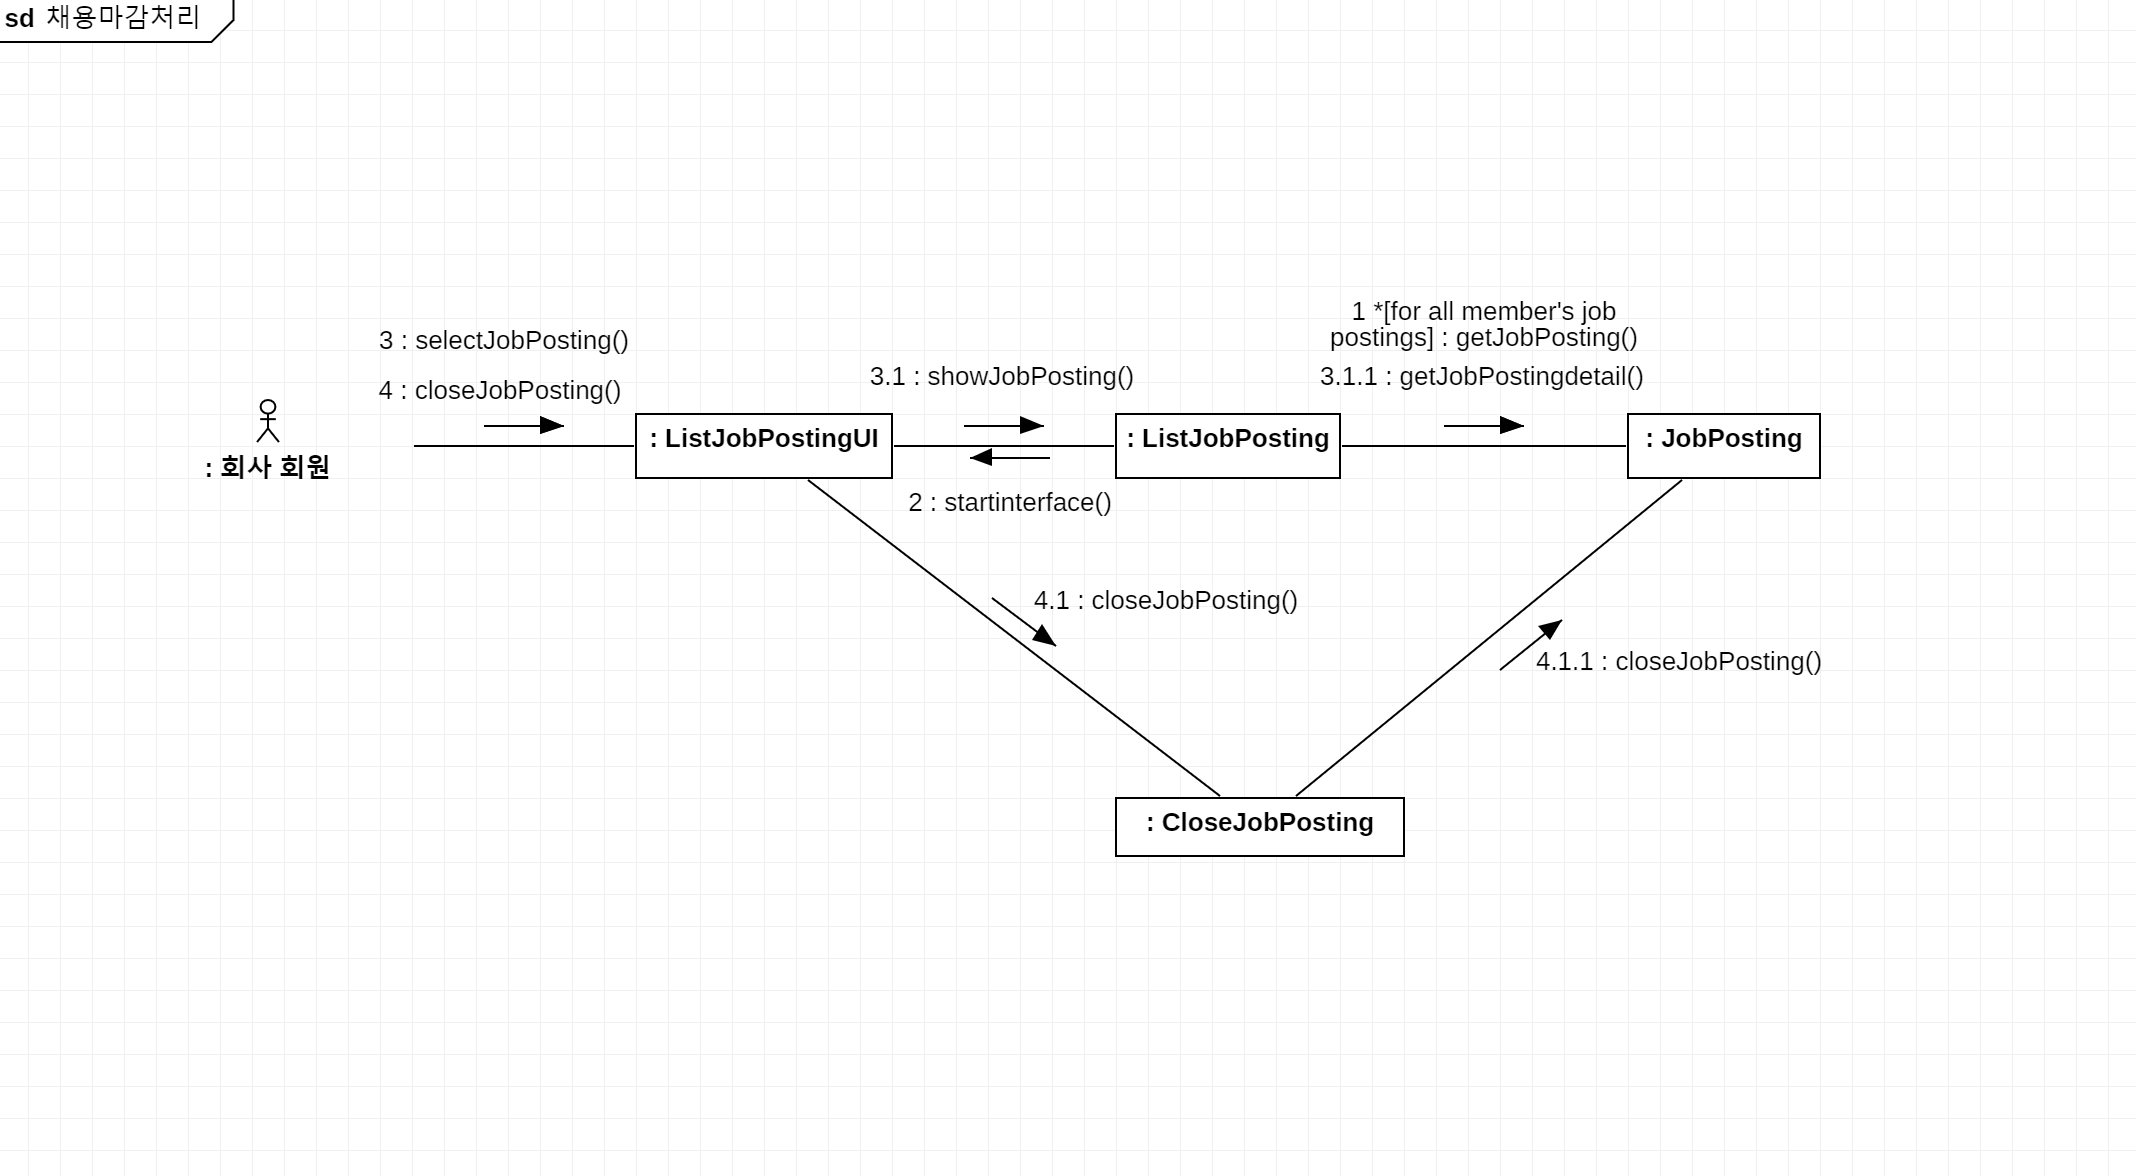 sd 채용마감처리
1 *[for all member's job
postings] : getJobPosting()
3 : selectJobPosting()
3.1 : showJobPosting()
3.1.1 : getJobPostingdetail()
4 : closeJobPosting()
: 회사 회원
: ListJobPostingUI
: ListJobPosting
: JobPosting
2 : startinterface()
4.1 : closeJobPosting()
4.1.1 : closeJobPosting()
: CloseJobPosting